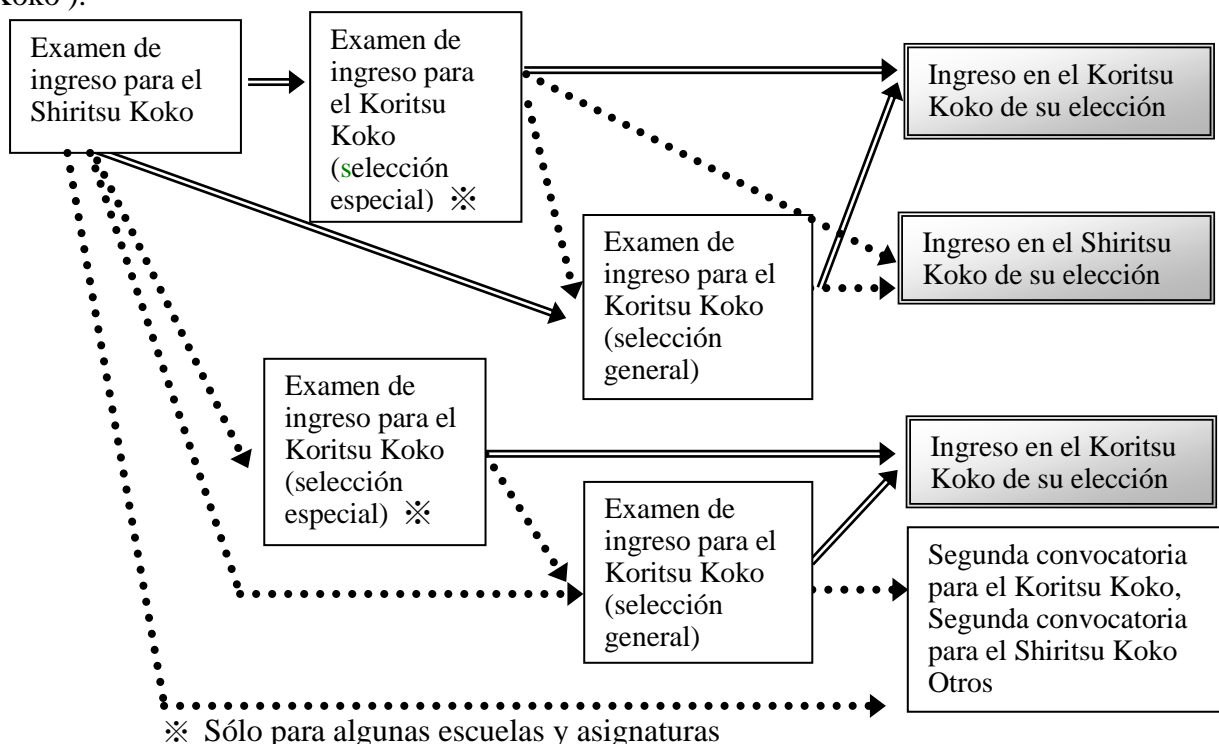 Koko ).
Examen de
ingreso para el
Shiritsu Koko
Examen de
ingreso para
el Koritsu
Koko
(selección
especial) ※
Ingreso en el Koritsu
Koko de su elección
Examen de
ingreso para el
Koritsu Koko
(selección
general)
Ingreso en el Shiritsu
Koko de su elección
Examen de
ingreso para el
Koritsu Koko
(selección
especial) ※
Ingreso en el Koritsu
Koko de su elección
Examen de
ingreso para el
Koritsu Koko
(selección
general)
Segunda convocatoria
para el Koritsu Koko,
Segunda convocatoria
para el Shiritsu Koko
Otros
※ Sólo para algunas escuelas y asignaturas